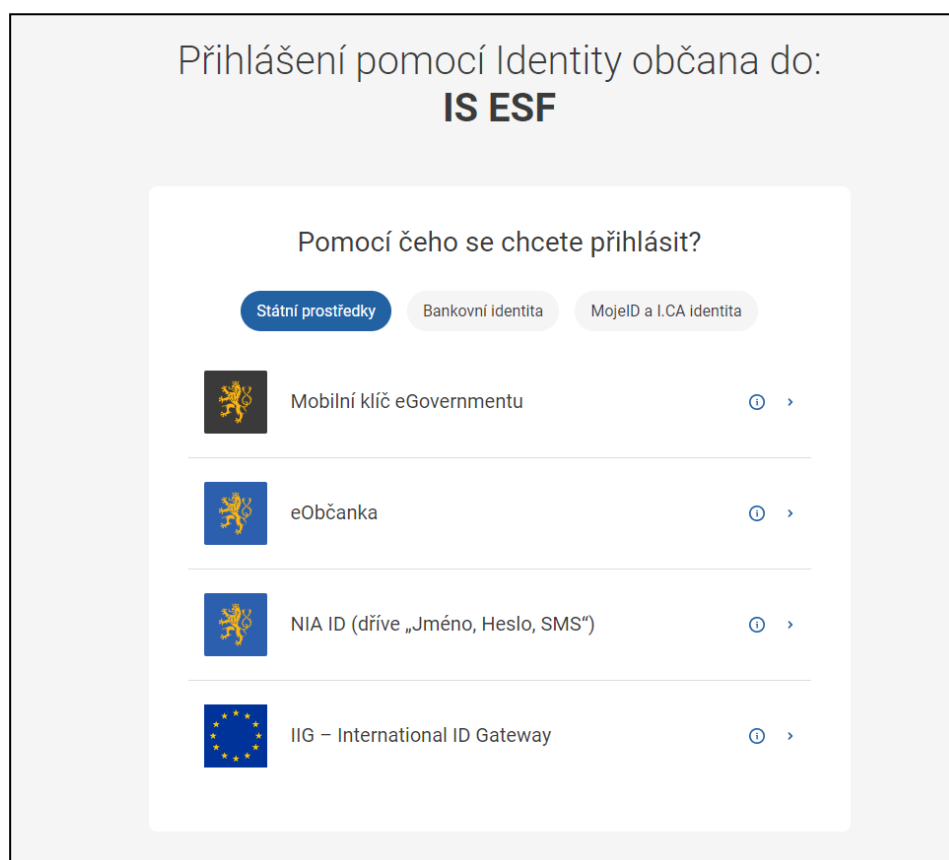 Přihlášení pomocí Identity občana do:
IS ESF
Pomocí čeho se chcete přihlásit?
Státní prostředky
Bankovní identita
MojeID a I.CA identita
Mobilní klíč eGovernmentu
eObčanka
NIA ID (dříve „Jméno, Heslo, SMS“)
IIG – International ID Gateway